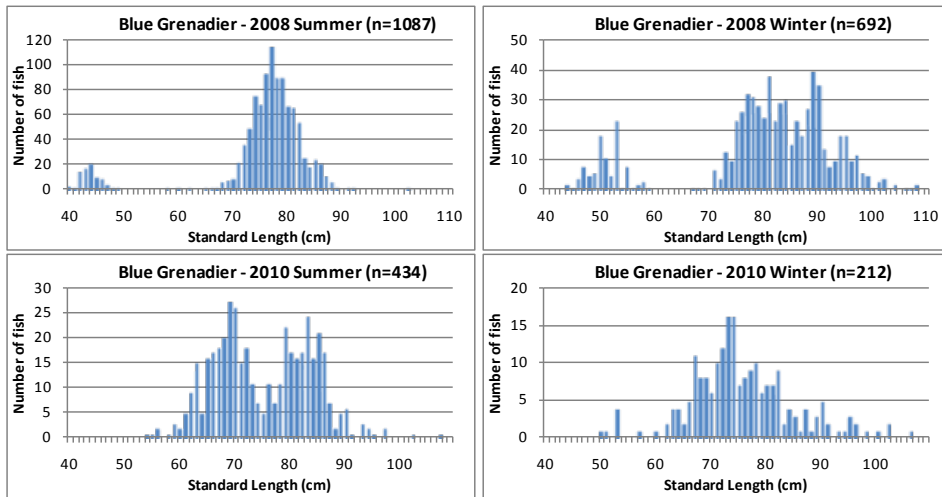 Blue Grenadier - 2008 Summer (n=1087)
Number of fish
120
100
80
60
40
20
0
40 50 60 70 80 90 100 110
Standard Length (cm)
Blue Grenadier - 2008 Winter (n=692)
Number of fish
50
40
30
20
10
0
40 50 60 70 80 90 100 110
Standard Length (cm)
Blue Grenadier - 2010 Summer (n=434)
Number of fish
30
25
20
15
10
5
0
40 50 60 70 80 90 100
Standard Length (cm)
Blue Grenadier - 2010 Winter (n=212)
Number of fish
20
15
10
5
0
40 50 60 70 80 90 100
Standard Length (cm)